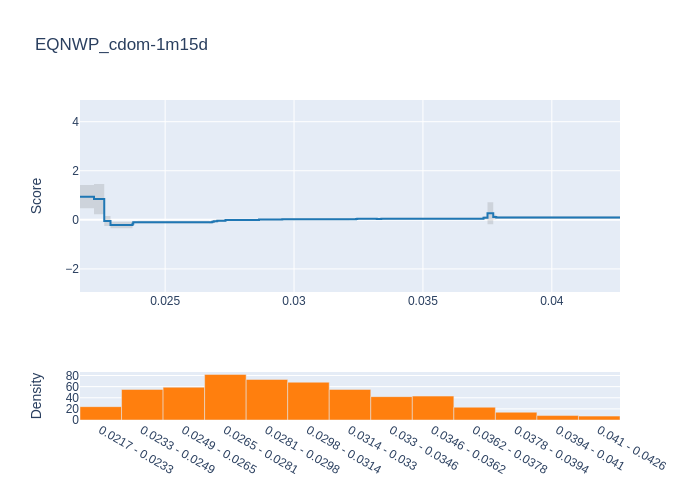 EQNWP_cdom-1m15d
Score
4
2
0
−2
0.025
0.03
0.035
0.04
Density
80
60
40
20
0
0.0217 - 0.0233
0.0233 - 0.0249
0.0249 - 0.0265
0.0265 - 0.0281
0.0281 - 0.0298
0.0298 - 0.0314
0.0314 - 0.033
0.033 - 0.0346
0.0346 - 0.0362
0.0362 - 0.0378
0.0378 - 0.0394
0.0394 - 0.041
0.041 - 0.0426